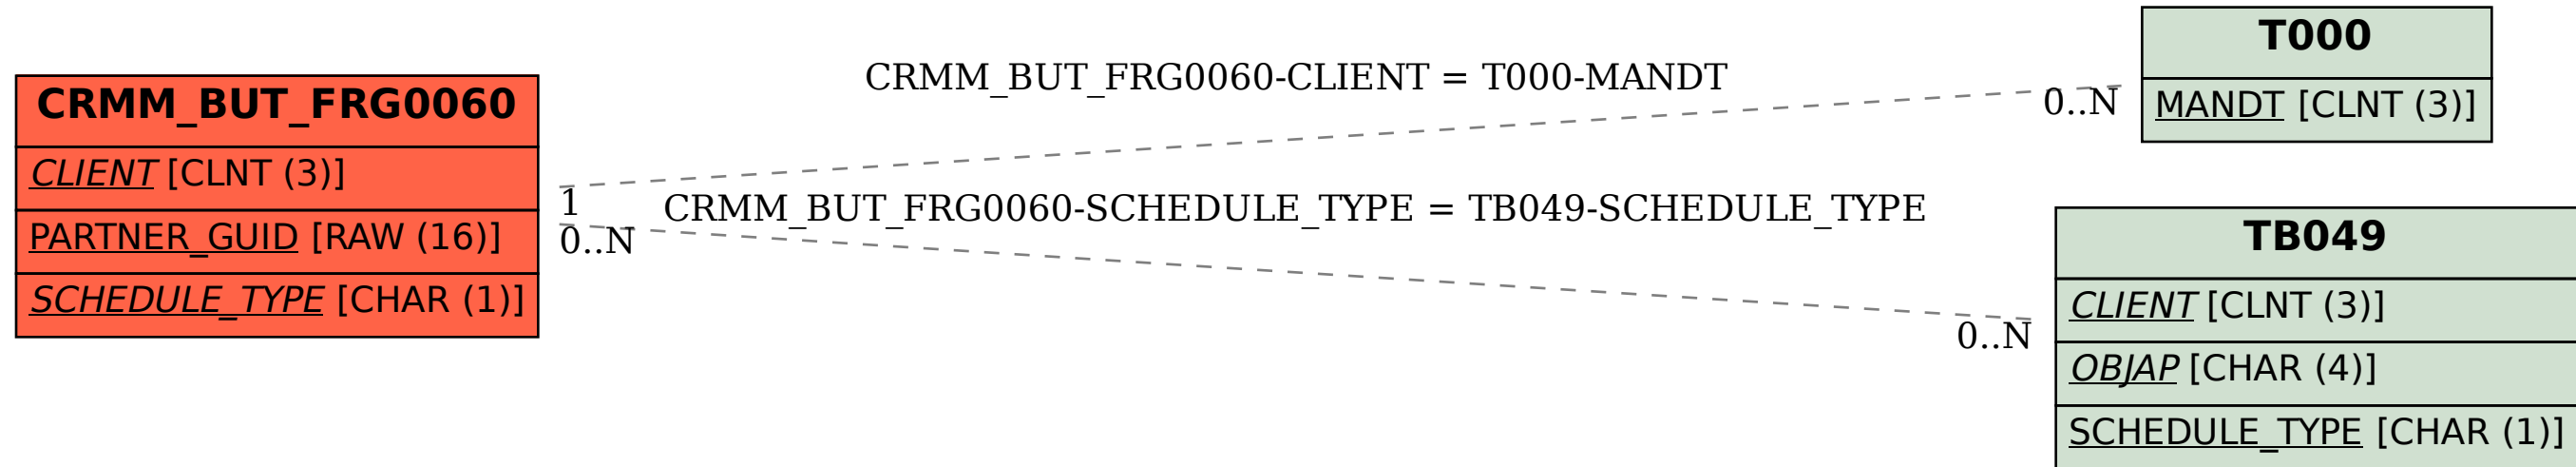 CRMM_BUT_FRG0060
CLIENT [CLNT (3)]
PARTNER_GUID [RAW (16)]
SCHEDULE_TYPE [CHAR (1)]
CRMM_BUT_FRG0060-CLIENT = T000-MANDT
1
0..N
CRMM_BUT_FRG0060-SCHEDULE_TYPE = TB049-SCHEDULE_TYPE
0..N
0..N
T000
MANDT [CLNT (3)]
TB049
CLIENT [CLNT (3)]
OBJAP [CHAR (4)]
SCHEDULE_TYPE [CHAR (1)]